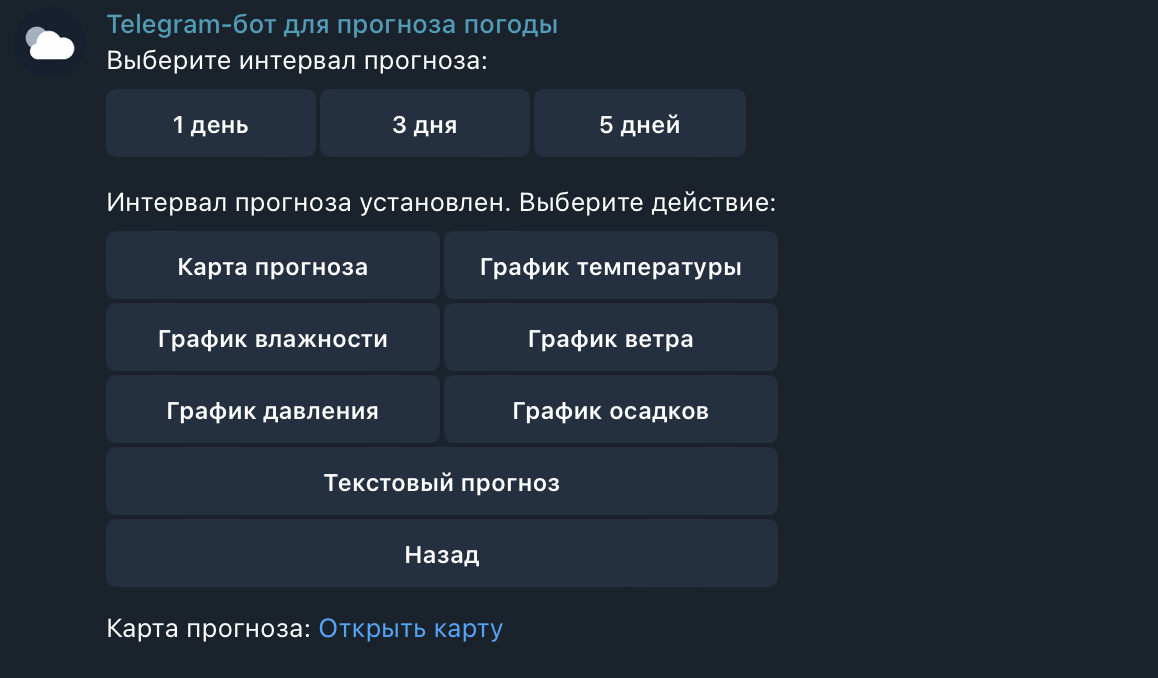 Telegram-бот для прогноза погоды
Выберите интервал прогноза:
1 день 3 дня 5 дней
Интервал прогноза установлен. Выберите действие:
Карта прогноза График температуры
График влажности График ветра
График давления График осадков
Текстовый прогноз
Назад
Карта прогноза: Открыть карту